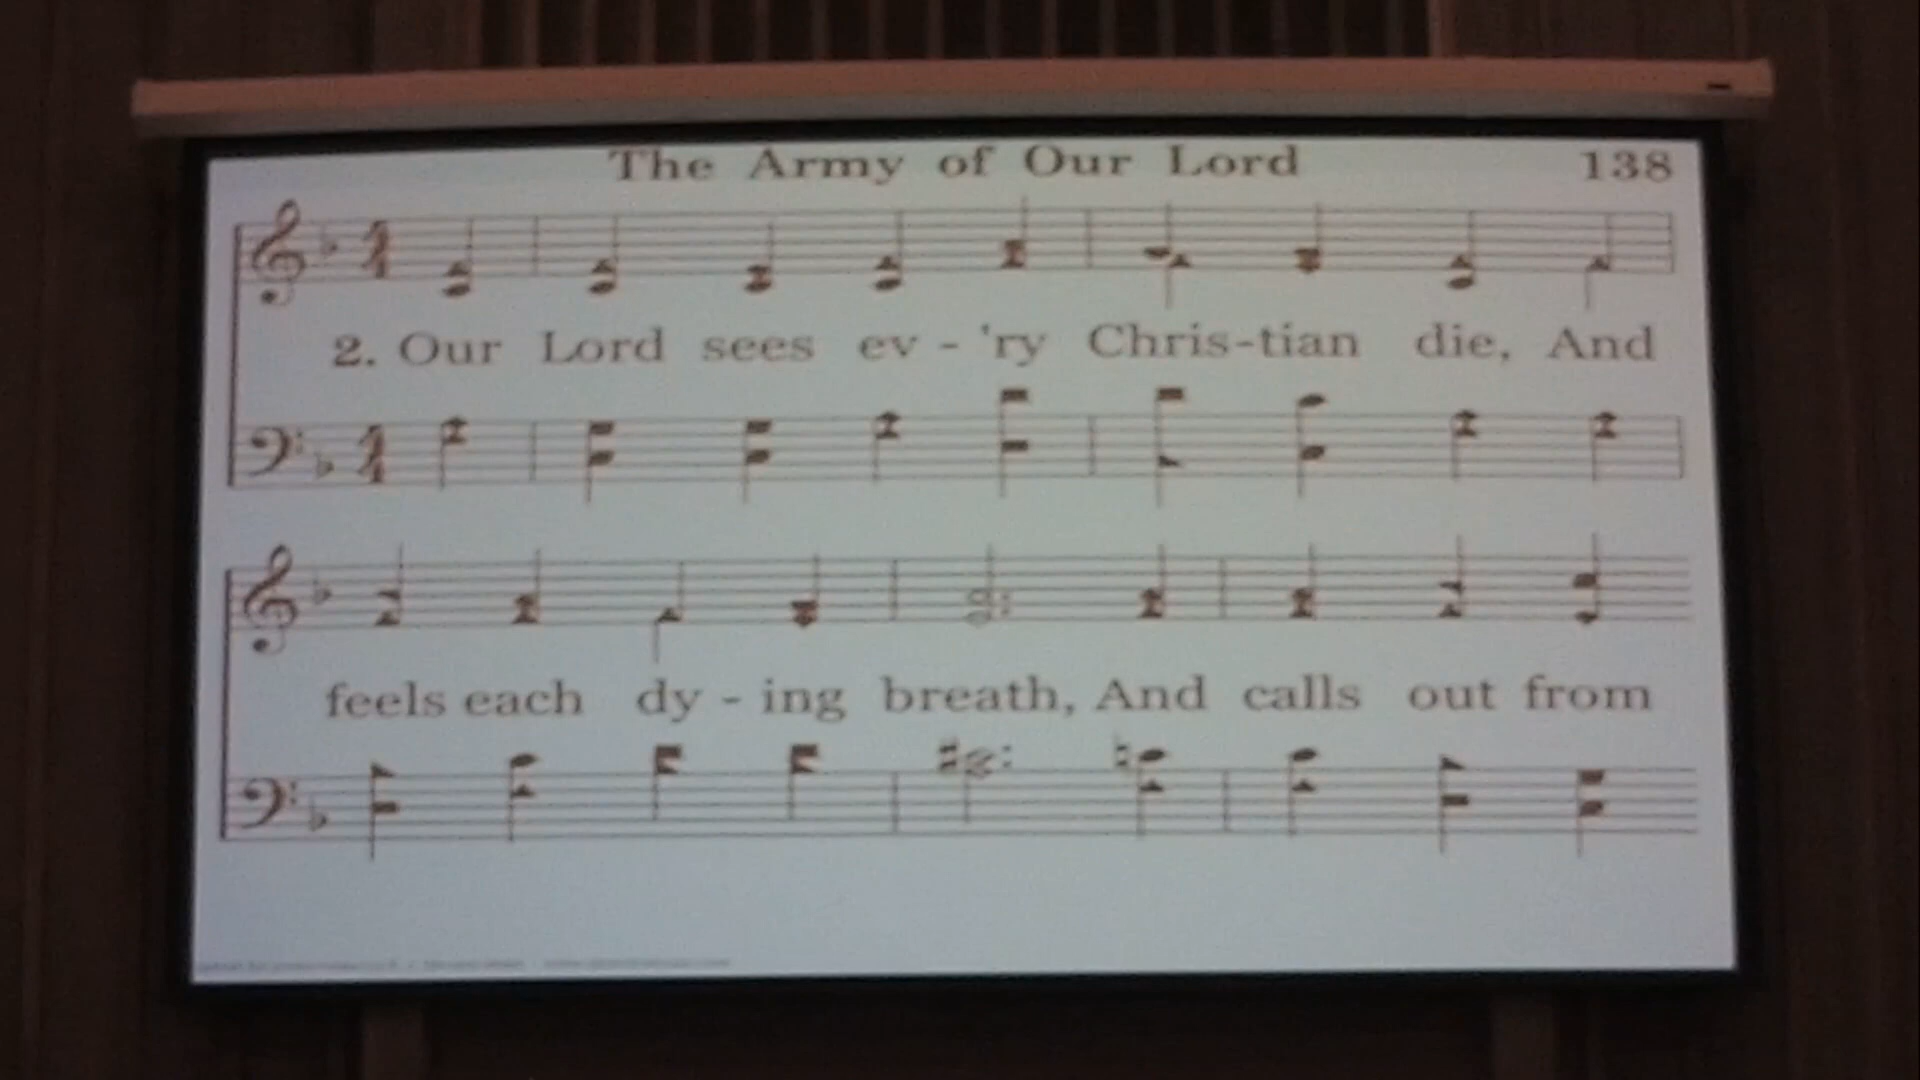 The Army of Our Lord 138
2. Our Lord sees ev - 'ry Chris-tian die, And
feels each dy - ing breath, And calls out from